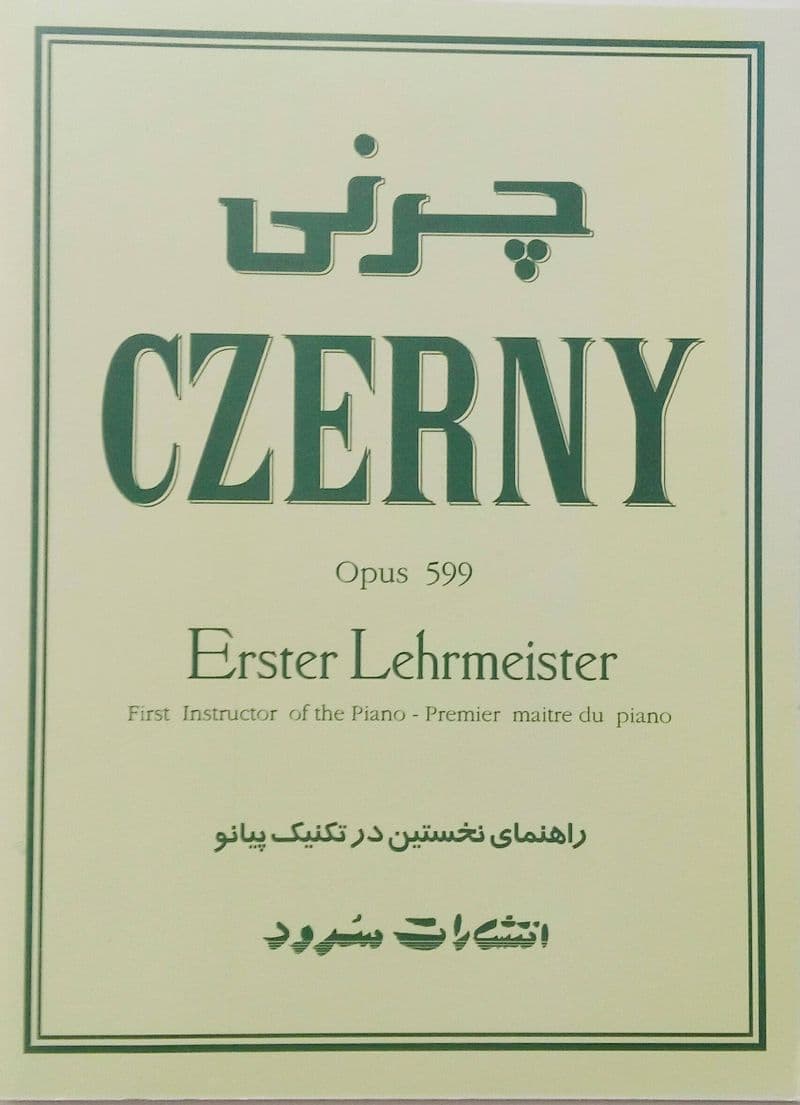 چرنی
CZERNY
Opus 599
Erster Lehrmeister
First Instructor of the Piano - Premier maitre du piano
راهنمای نخستین در تکنیک پیانو
انتشارات سُرود